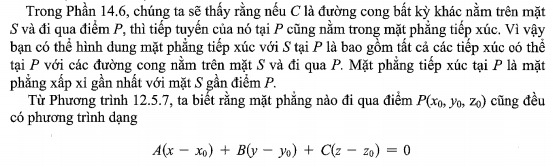 Trong Phần 14.6, chúng ta sẽ thấy rằng nếu C là đường cong bất kỳ khác nằm trên mặt
S và đi qua điểm P, thì tiếp tuyến của nó tại P cũng nằm trong mặt phẳng tiếp xúc. Vì vậy
bạn có thể hình dung mặt phẳng tiếp xúc với S tại P là bao gồm tất cả các tiếp xúc có thể
tại P với các đường cong nằm trên mặt S và đi qua P. Mặt phẳng tiếp xúc tại P là mặt
phẳng xấp xỉ gần nhất với mặt S gần điểm P.
Từ Phương trình 12.5.7, ta biết rằng mặt phẳng nào đi qua điểm P(x₀, y₀, z₀) cũng đều
có phương trình dạng
A(x − x₀) + B(y − y₀) + C(z − z₀) = 0